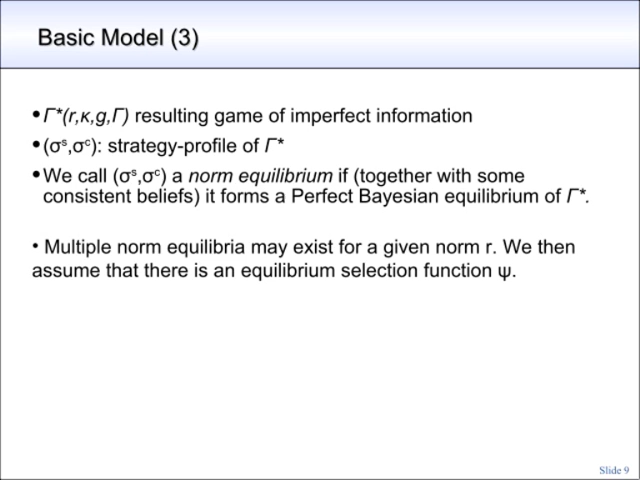 Basic Model (3)
•Γ*(r,κ,g,Γ) resulting game of imperfect information
•(σˢ,σᶜ): strategy-profile of Γ*
•We call (σˢ,σᶜ) a norm equilibrium if (together with some
consistent beliefs) it forms a Perfect Bayesian equilibrium of Γ*.
• Multiple norm equilibria may exist for a given norm r. We then
assume that there is an equilibrium selection function ψ.
Slide 9